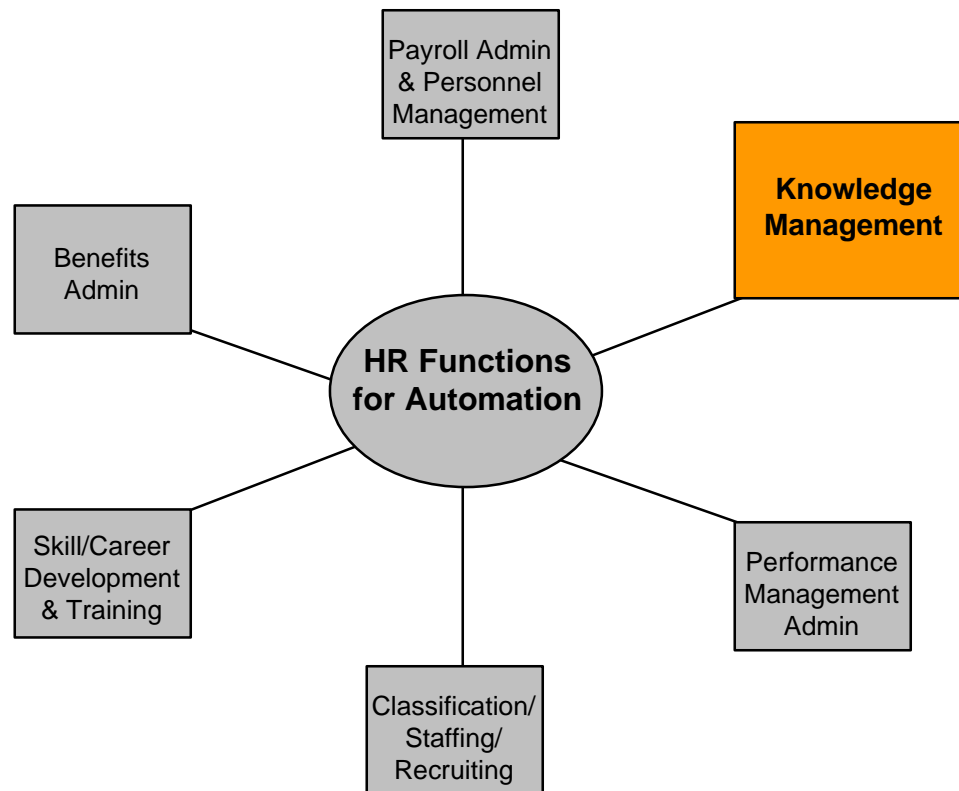 Payroll Admin
& Personnel
Management
Knowledge
Management
Benefits
Admin
HR Functions
for Automation
Skill/Career
Development
& Training
Performance
Management
Admin
Classification/
Staffing/
Recruiting